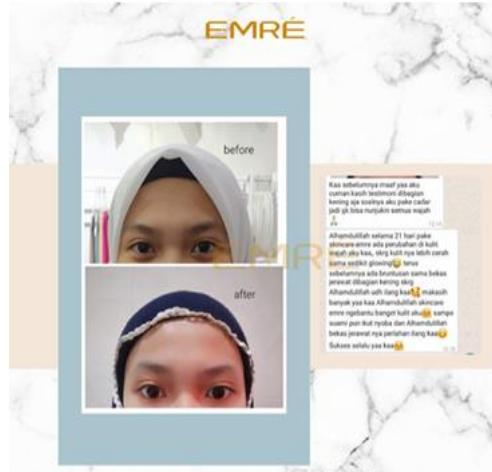 EMRÉ
before
after
Kaa sebelumnya maaf yaa aku
cuman kasih testimoni dibagian
kening aja soalnya aku pake cadar
jadi gk bisa nunjukin semua wajah
Alhamdulillah selama 21 hari pake
skincare emre ada perubahan di kulit
wajah aku kaa, skrg kulit nya lebih cerah
sama sedikit glowing terus
sebelumnya ada bruntusan sama bekas
jerawat dibagian kening skrg
Alhamdulillah udh ilang kaa makasih
banyak yaa kaa Alhamdulillah skincare
emre ngebantu banget kulit aku sampa
suami pun ikut nyoba dan Alhamdulillah
bekas jerawat nya perlahan ilang kaa
Sukses selalu yaa kaa